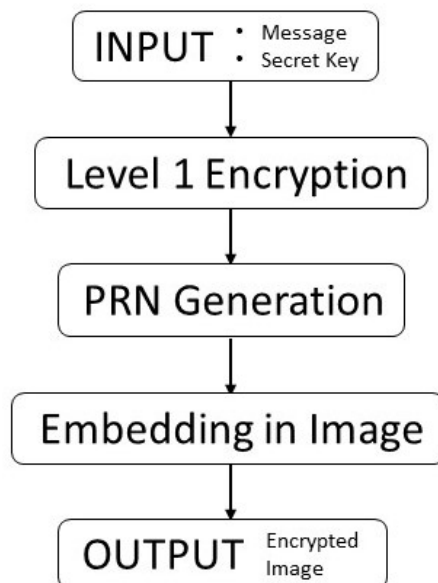 INPUT
• Message
• Secret Key
Level 1 Encryption
PRN Generation
Embedding in Image
OUTPUT
Encrypted
Image